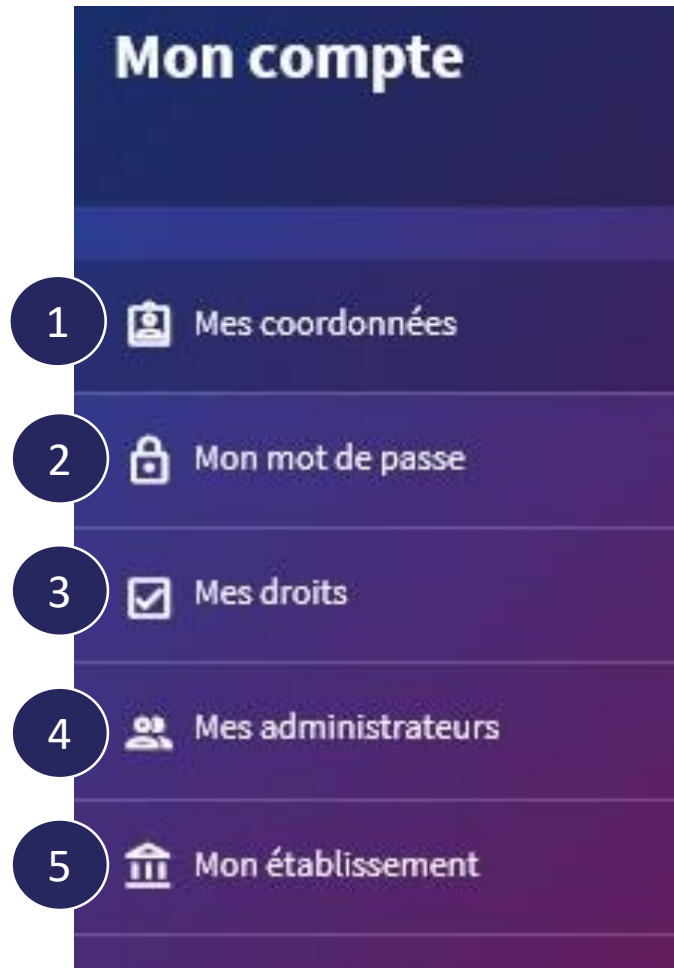 Mon compte
1 Mes coordonnées
2 Mon mot de passe
3 Mes droits
4 Mes administrateurs
5 Mon établissement